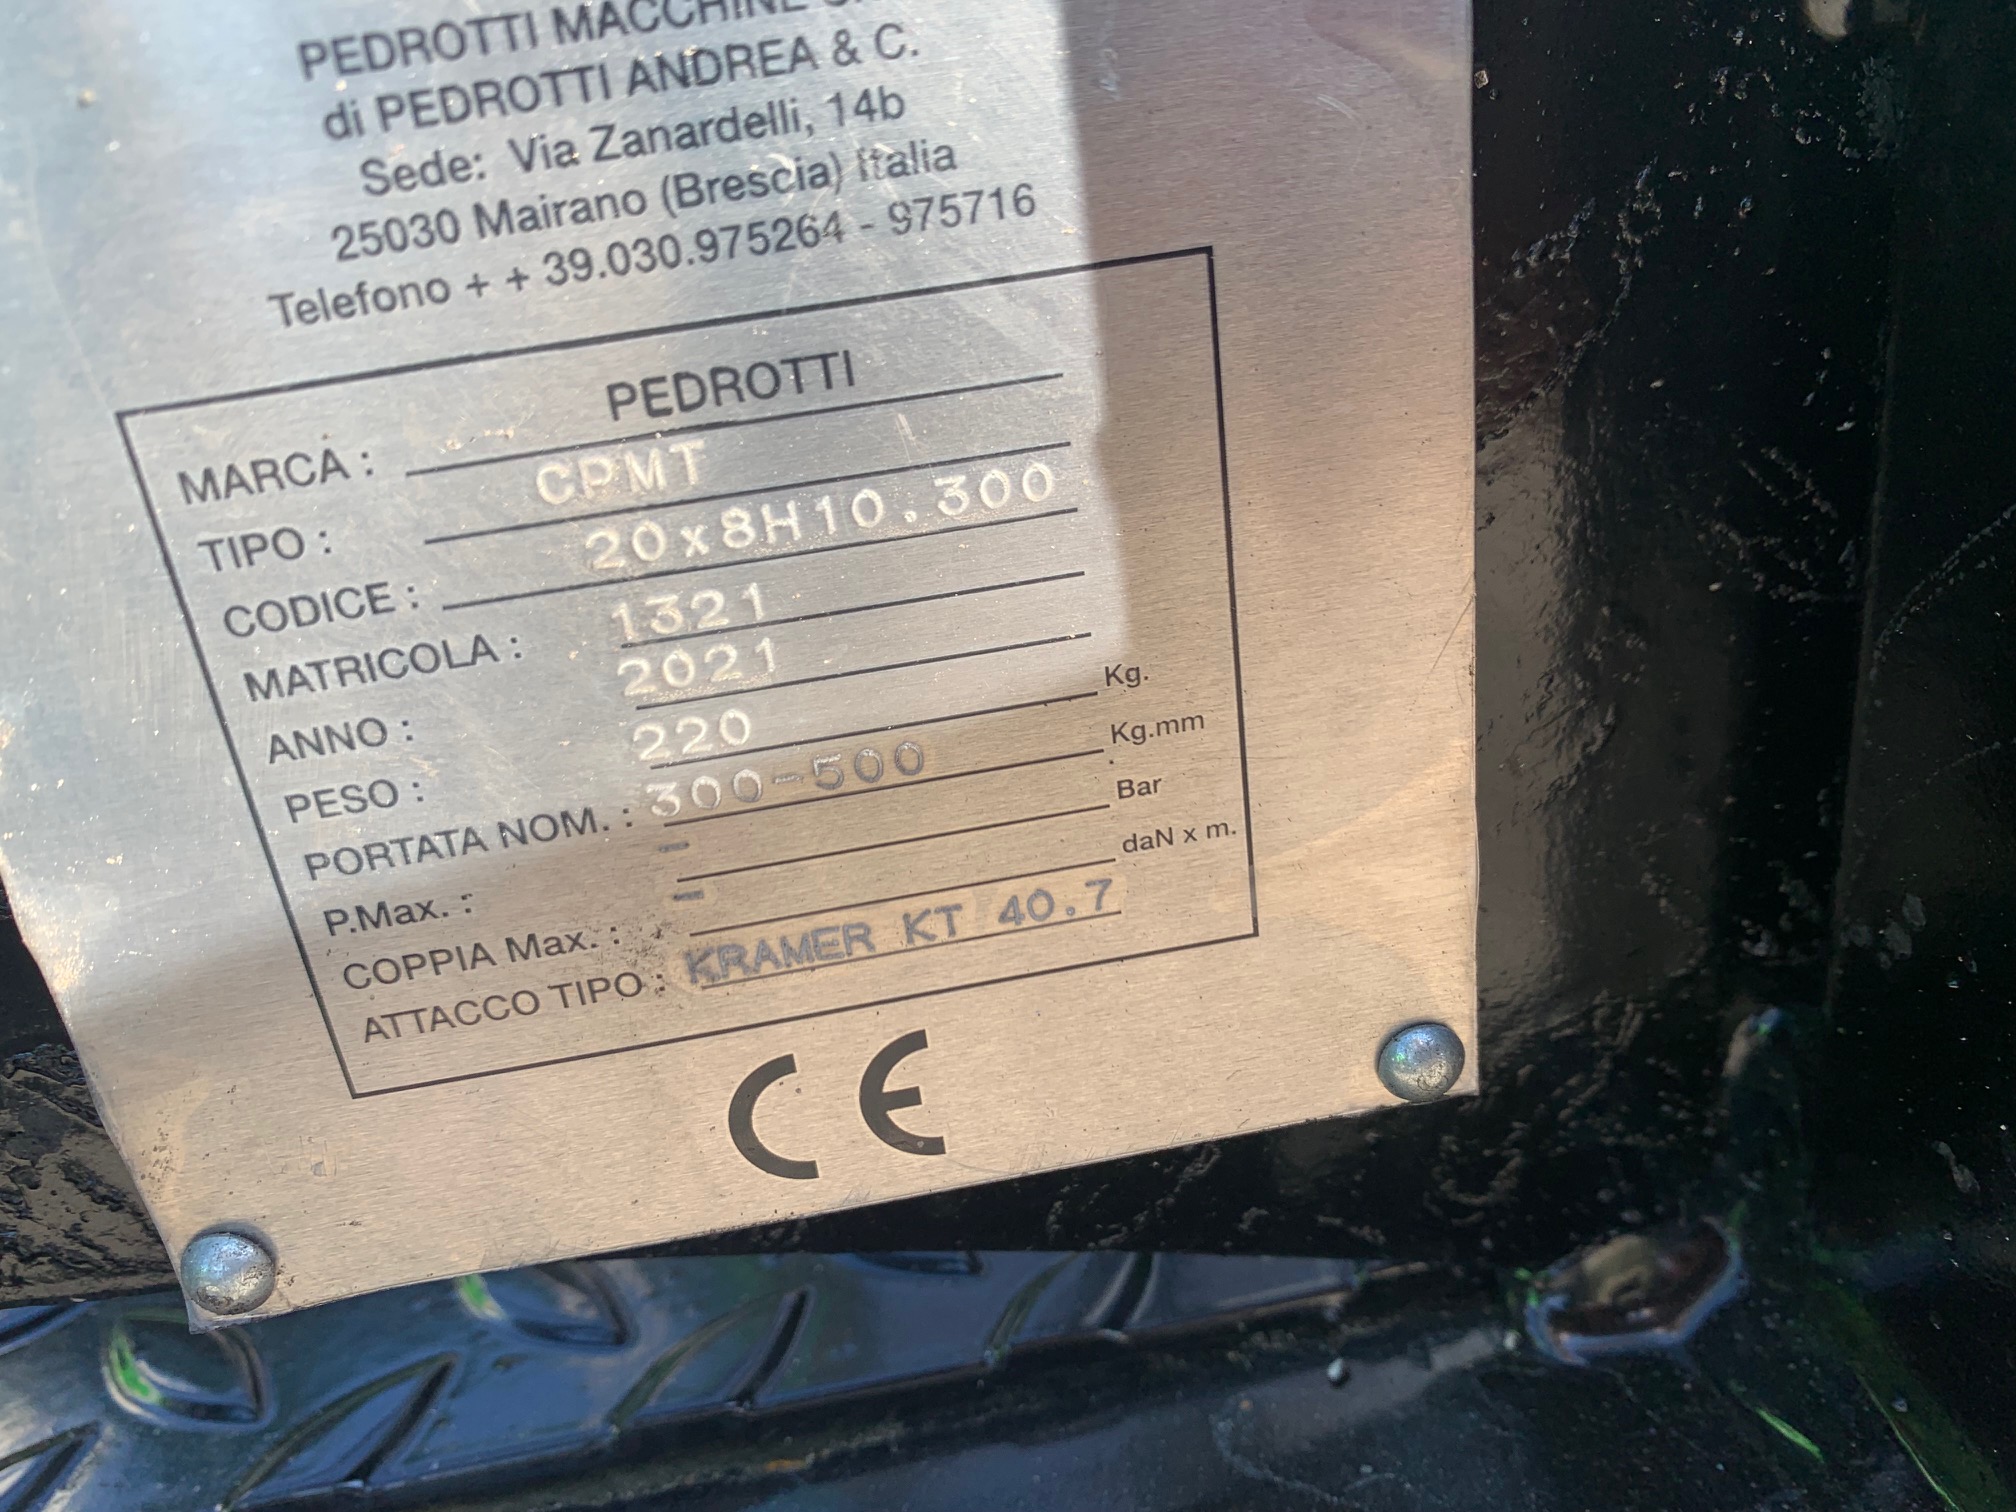 PEDROTTI MACCHINE
di PEDROTTI ANDREA & C.
Sede: Via Zanardelli, 14b
25030 Mairano (Brescia) Italia
Telefono + + 39.030.975264 - 975716
MARCA : PEDROTTI
TIPO : CPMT
CODICE : 20x8H10.300
MATRICOLA : 1321
ANNO : 2021
PESO : 220 Kg.
PORTATA NOM. : 300-500 Kg.mm
P.Max. : - Bar
COPPIA Max. : - daN x m.
ATTACCO TIPO : KRAMER KT 40.7
CE